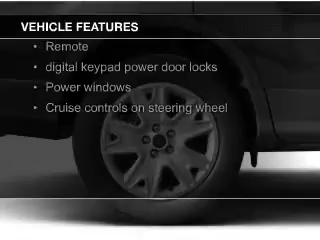 VEHICLE FEATURES
• Remote
• digital keypad power door locks
• Power windows
• Cruise controls on steering wheel